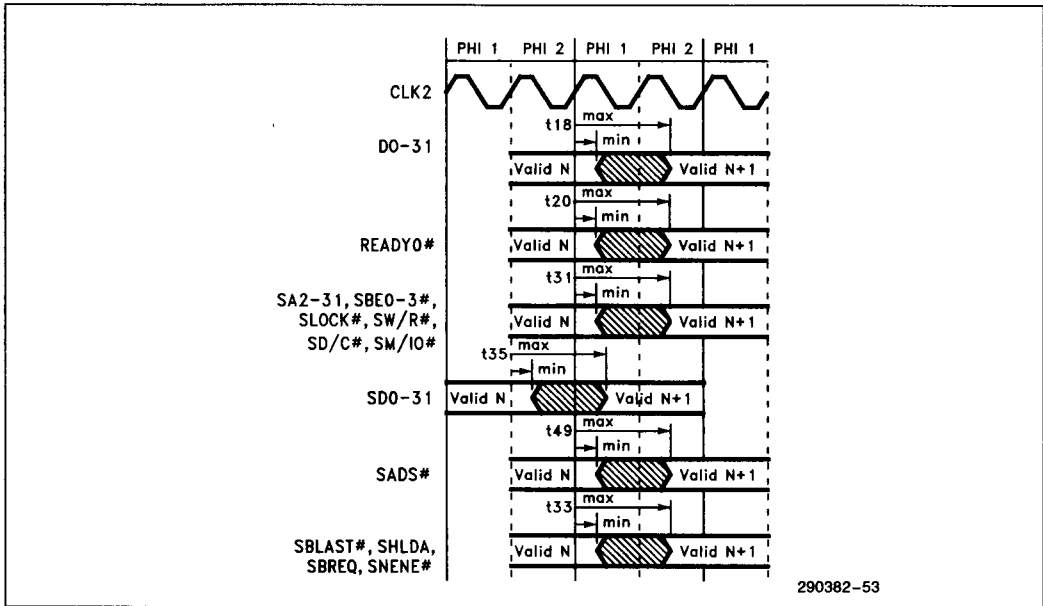 PHI 1 PHI 2 PHI 1 PHI 2 PHI 1
CLK2
t18 max
min
D0-31
Valid N Valid N+1
t20 max
min
READYO#
Valid N Valid N+1
t31 max
min
SA2-31, SBE0-3#,
SLOCK#, SW/R#,
SD/C#, SM/IO#
Valid N Valid N+1
t35 max
min
SD0-31
Valid N Valid N+1
t49 max
min
SADS#
Valid N Valid N+1
t33 max
min
SBLAST#, SHLDA,
SBREQ, SNENE#
Valid N Valid N+1
290382-53